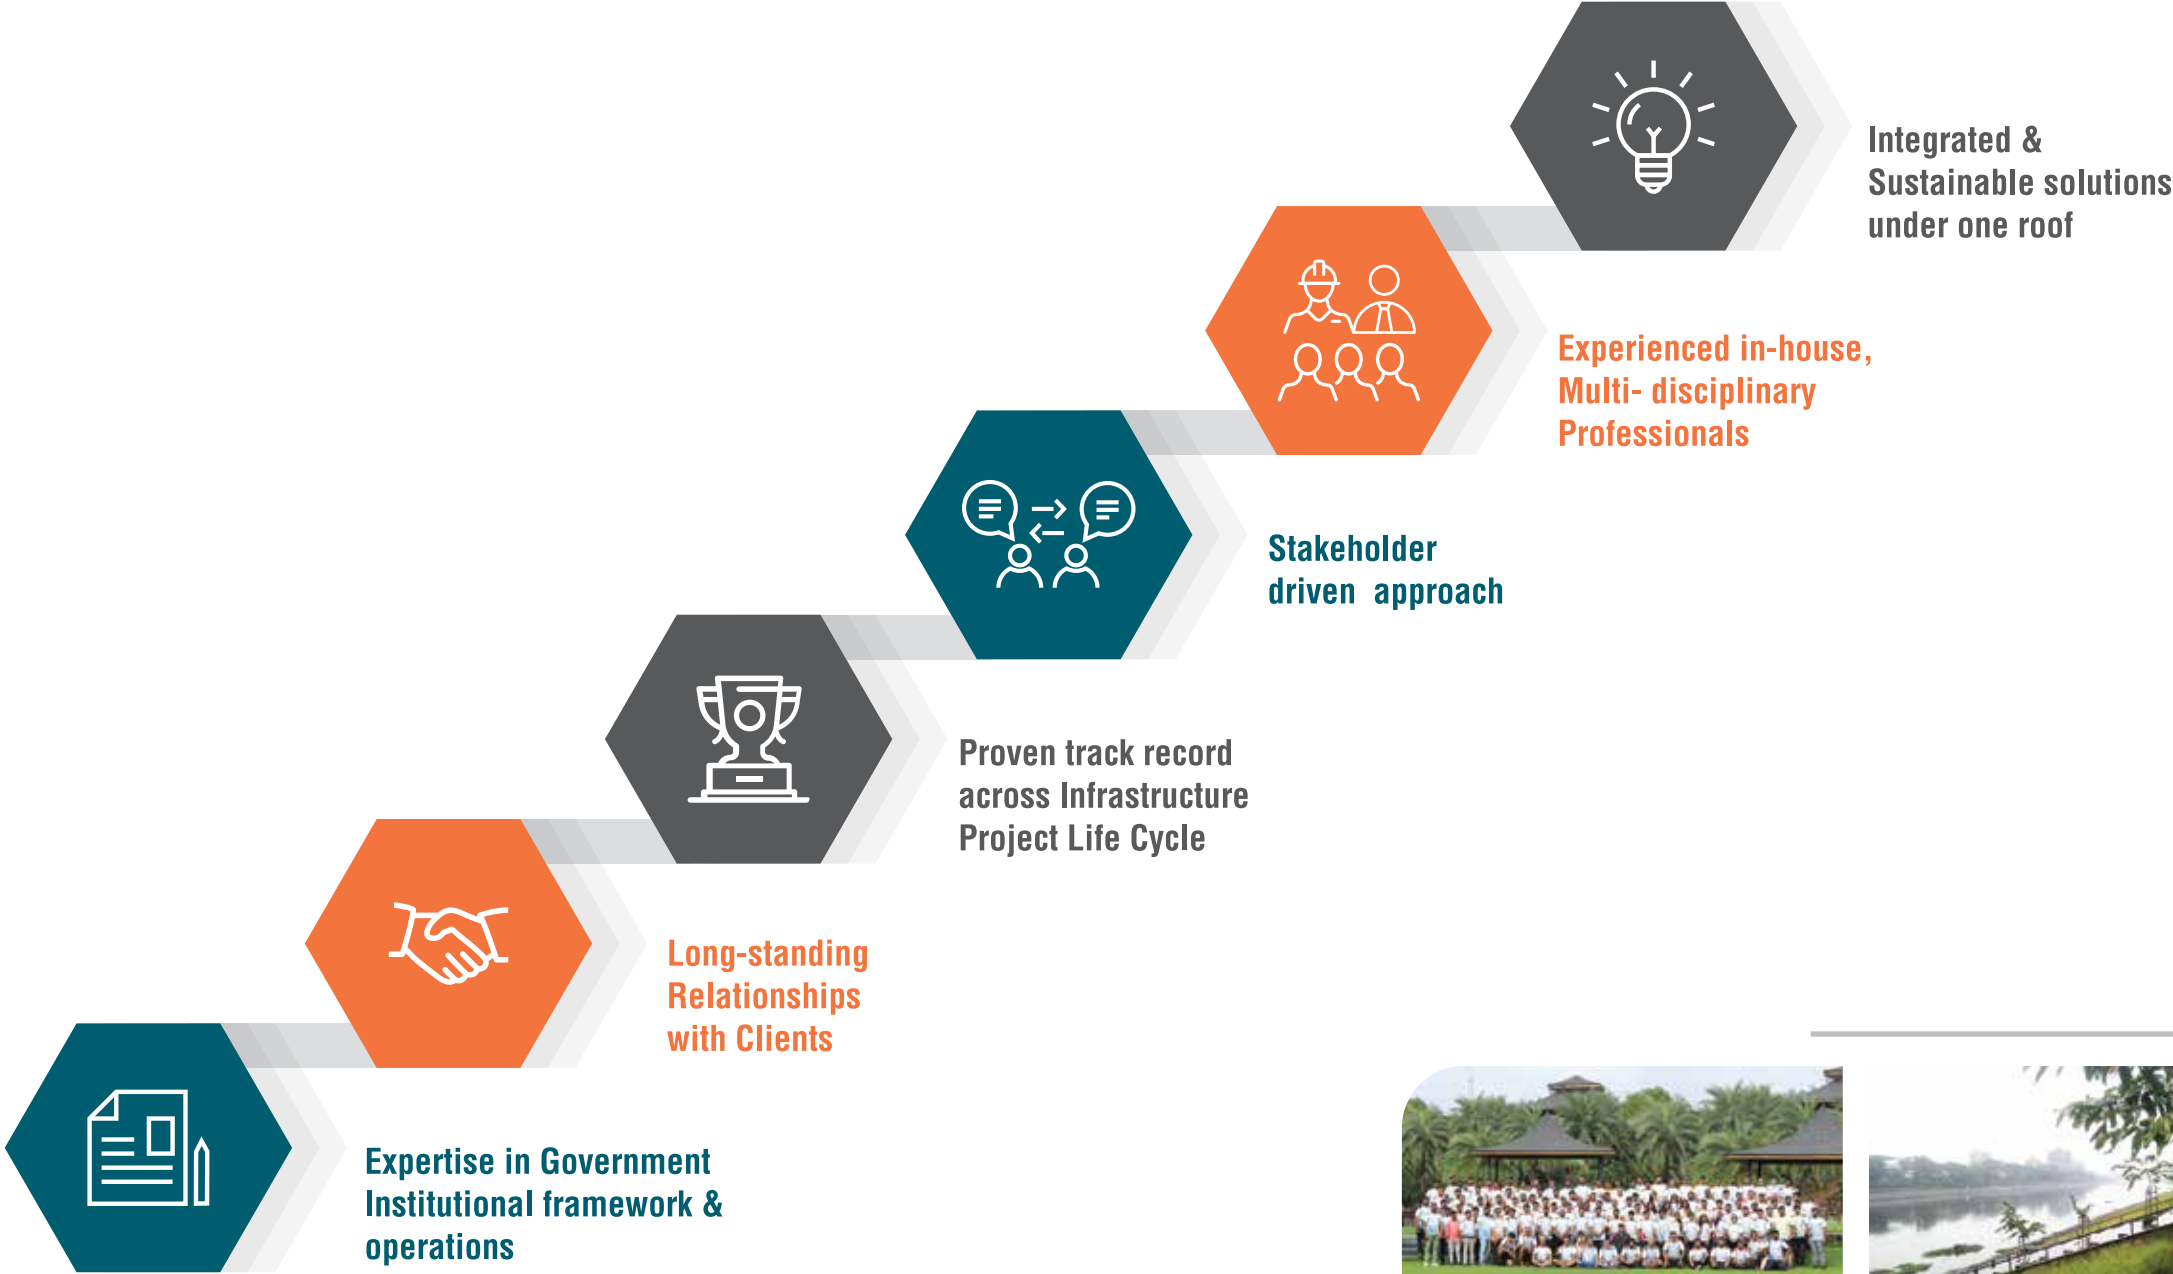 Integrated &
Sustainable solutions
under one roof
Experienced in-house,
Multi- disciplinary
Professionals
Stakeholder
driven  approach
Proven track record
across Infrastructure
Project Life Cycle
Long-standing
Relationships
with Clients
Expertise in Government
Institutional framework &
operations